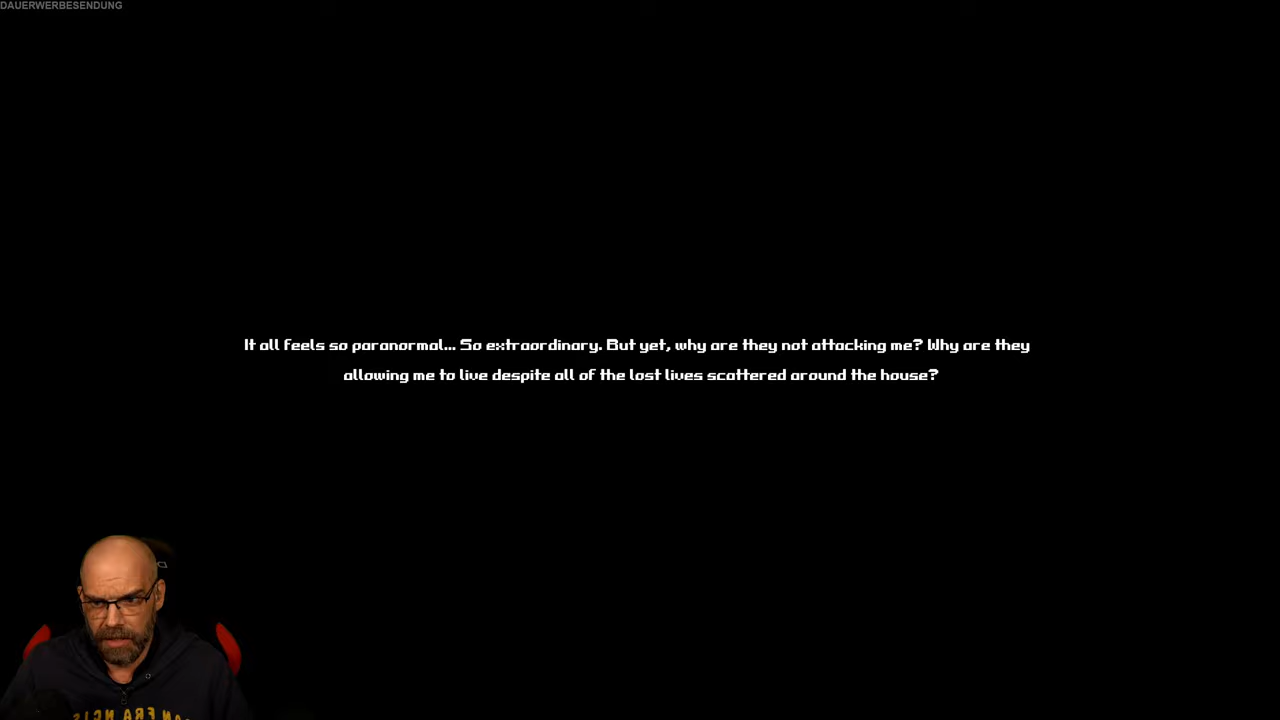 DAUERWERBESENDUNG
It all feels so paranormal... So extraordinary. But yet, why are they not attacking me? Why are they
allowing me to live despite all of the lost lives scattered around the house?